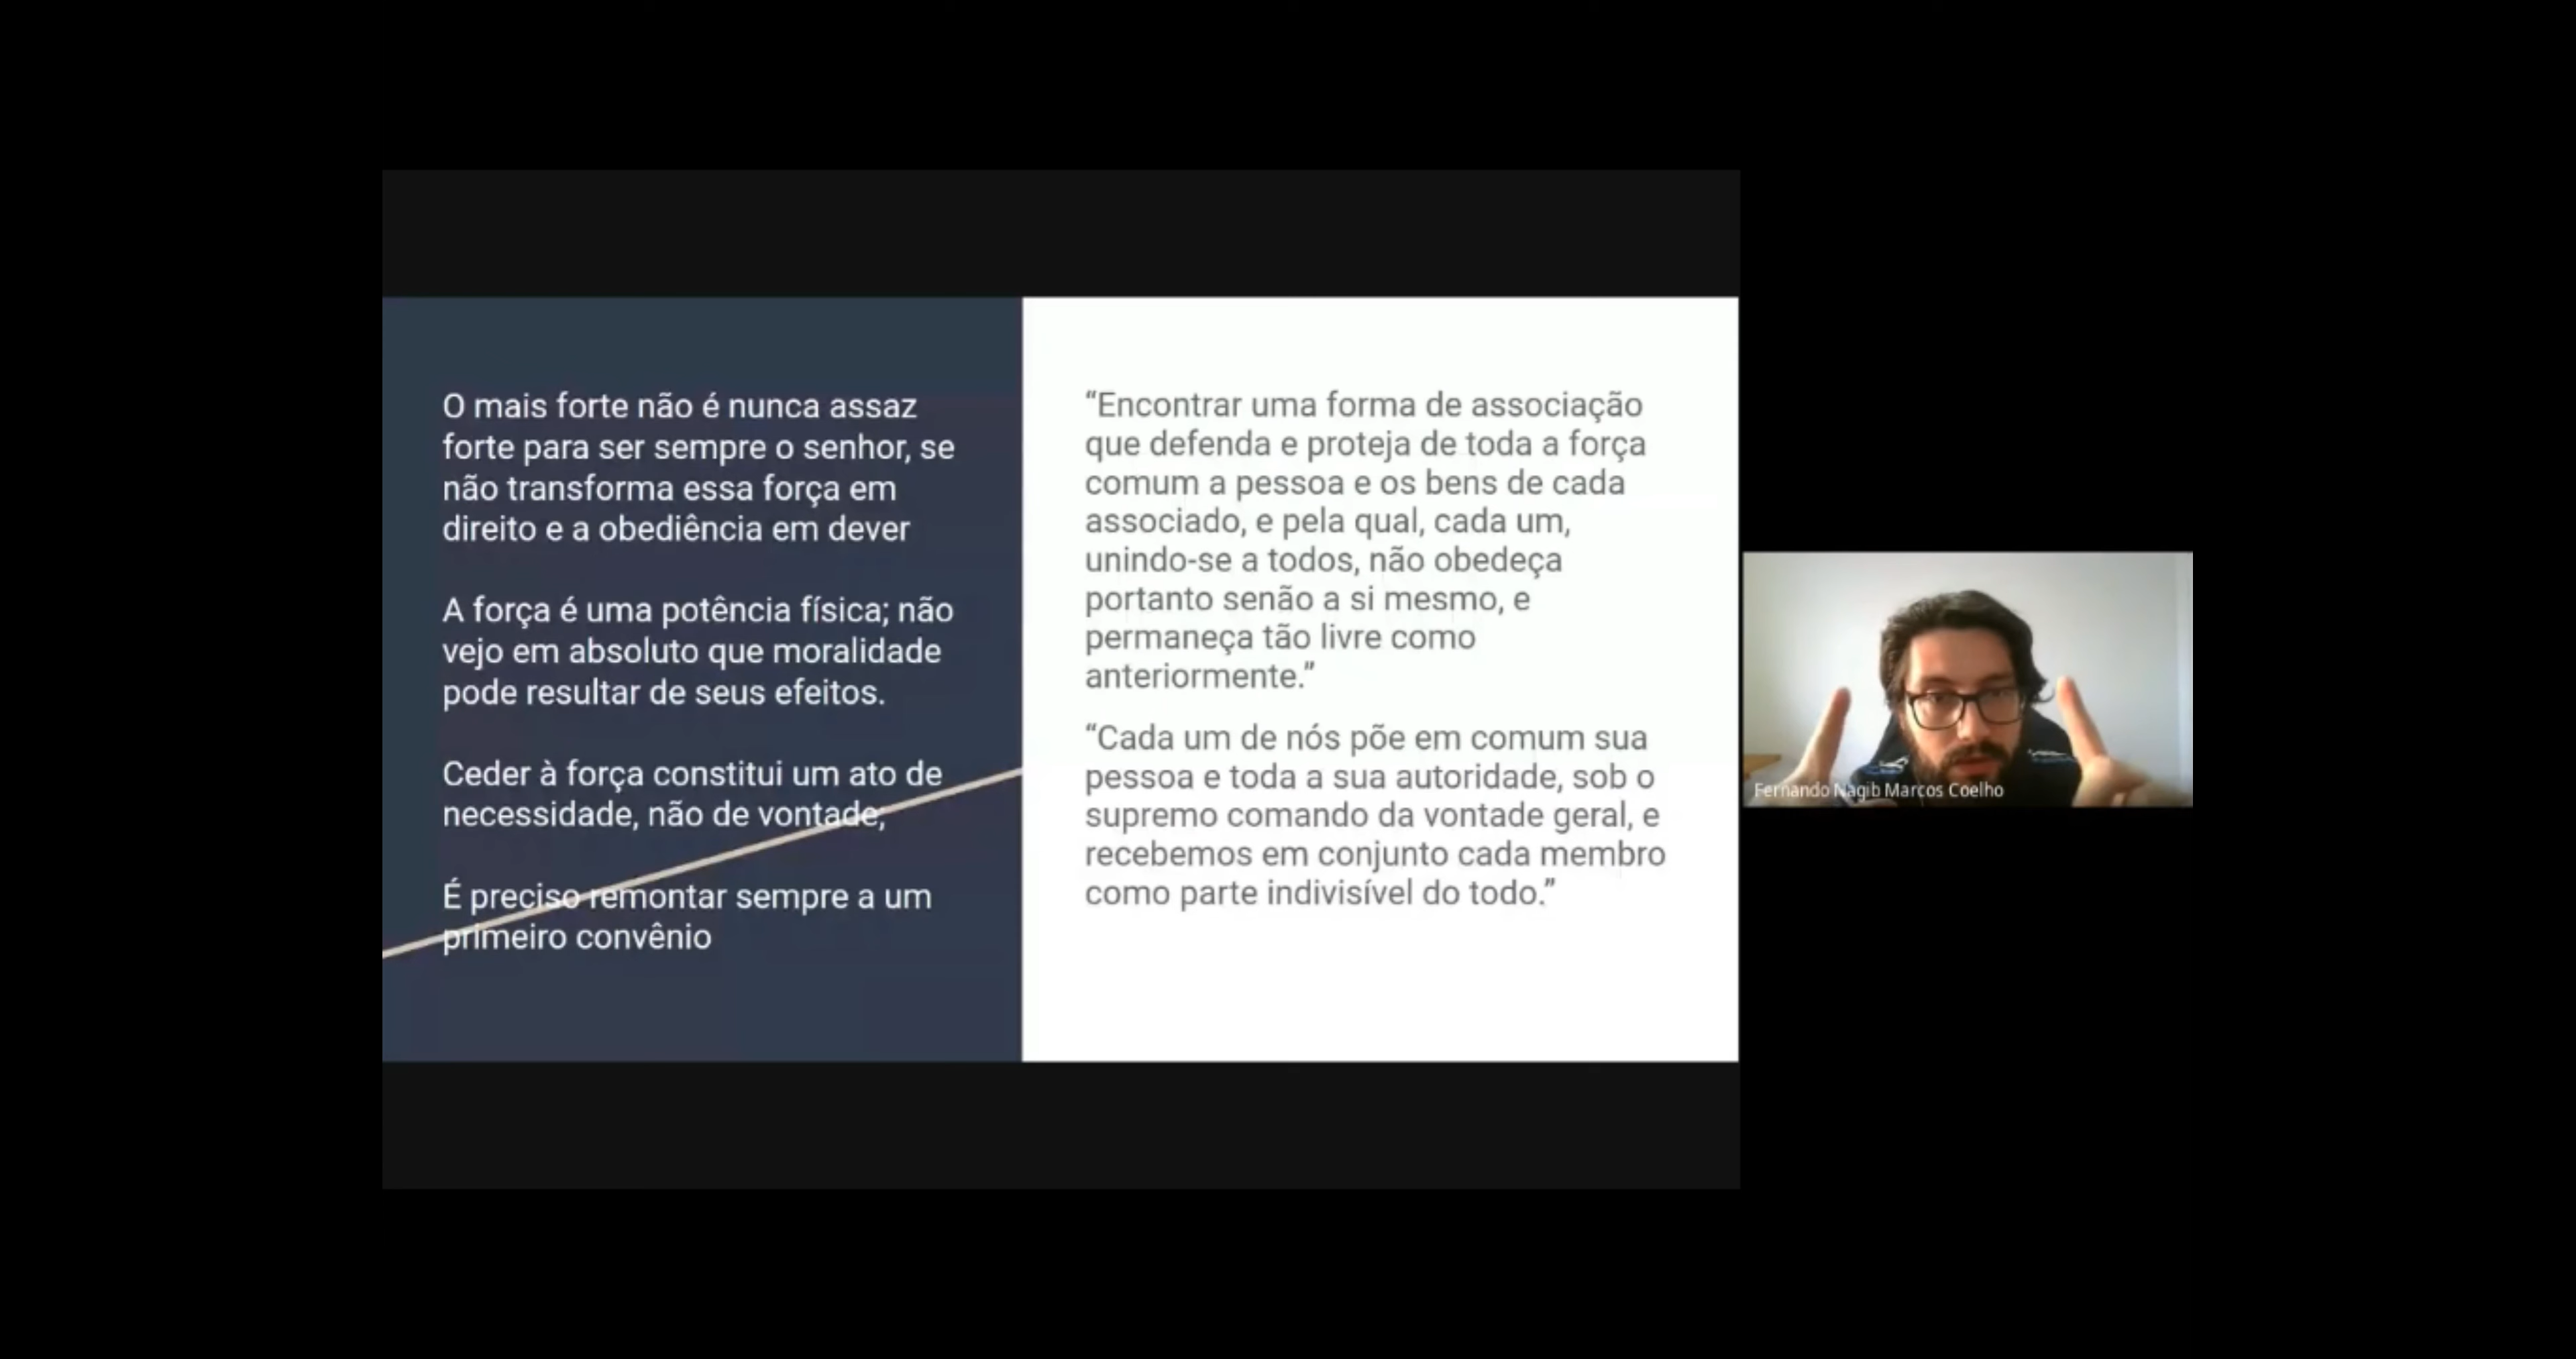 O mais forte não é nunca assaz
forte para ser sempre o senhor, se
não transforma essa força em
direito e a obediência em dever
A força é uma potência física; não
vejo em absoluto que moralidade
pode resultar de seus efeitos.
Ceder à força constitui um ato de
necessidade, não de vontade;
É preciso remontar sempre a um
primeiro convênio
“Encontrar uma forma de associação
que defenda e proteja de toda a força
comum a pessoa e os bens de cada
associado, e pela qual, cada um,
unindo-se a todos, não obedeça
portanto senão a si mesmo, e
permaneça tão livre como
anteriormente.”
“Cada um de nós põe em comum sua
pessoa e toda a sua autoridade, sob o
supremo comando da vontade geral, e
recebemos em conjunto cada membro
como parte indivisível do todo.”
Fernando Nagib Marcos Coelho